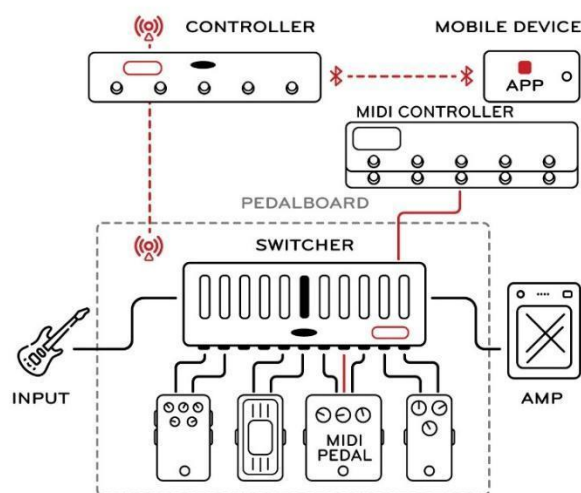 CONTROLLER
MOBILE DEVICE
APP
MIDI CONTROLLER
PEDALBOARD
SWITCHER
INPUT
AMP
MIDI
PEDAL